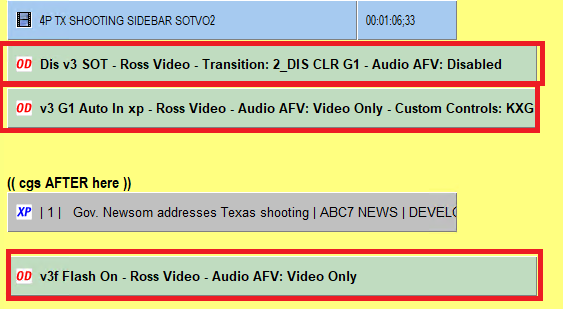 4P TX SHOOTING SIDEBAR SOTVO2 00:01:06;33
OD Dis v3 SOT - Ross Video - Transition: 2_DIS CLR G1 - Audio AFV: Disabled
OD v3 G1 Auto In xp - Ross Video - Audio AFV: Video Only - Custom Controls: KXG
(( cgs AFTER here ))
XP | 1 | Gov. Newsom addresses Texas shooting | ABC7 NEWS | DEVELO
OD v3f Flash On - Ross Video - Audio AFV: Video Only